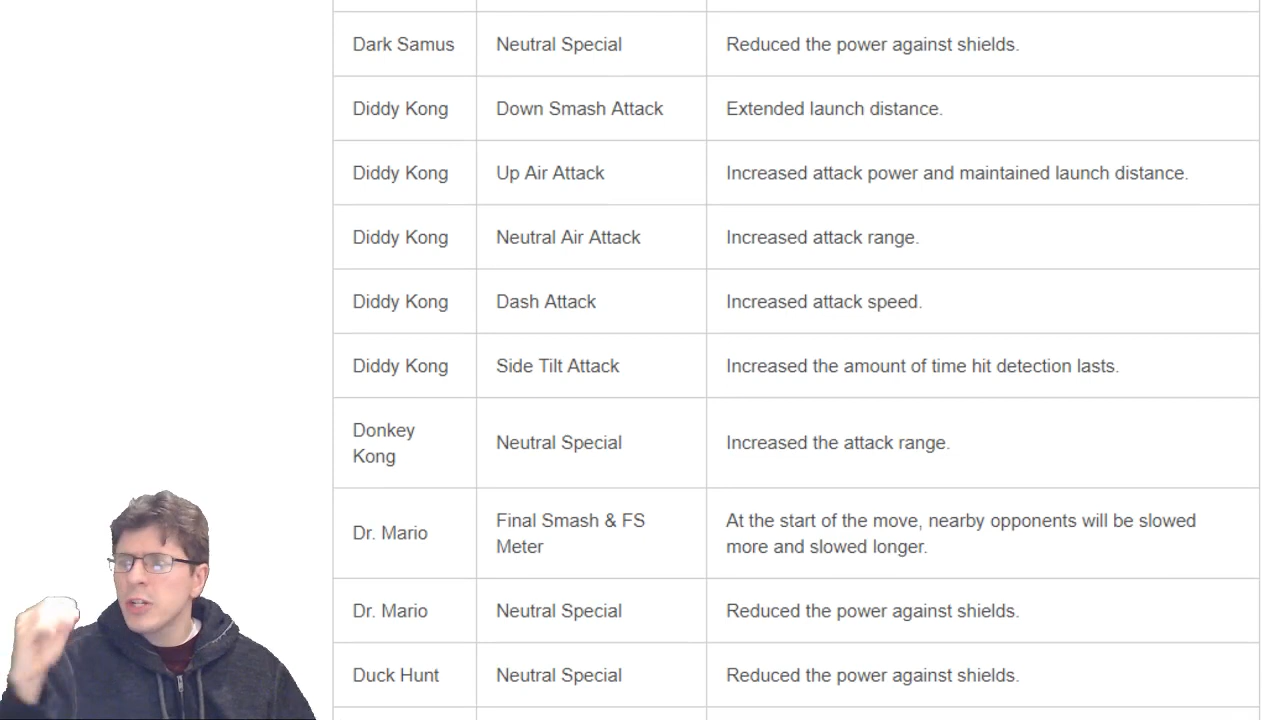 Dark Samus Neutral Special Reduced the power against shields.
Diddy Kong Down Smash Attack Extended launch distance.
Diddy Kong Up Air Attack Increased attack power and maintained launch distance.
Diddy Kong Neutral Air Attack Increased attack range.
Diddy Kong Dash Attack Increased attack speed.
Diddy Kong Side Tilt Attack Increased the amount of time hit detection lasts.
Donkey
Kong
Neutral Special Increased the attack range.
Dr. Mario
Final Smash & FS
Meter
At the start of the move, nearby opponents will be slowed
more and slowed longer.
Dr. Mario Neutral Special Reduced the power against shields.
Duck Hunt Neutral Special Reduced the power against shields.